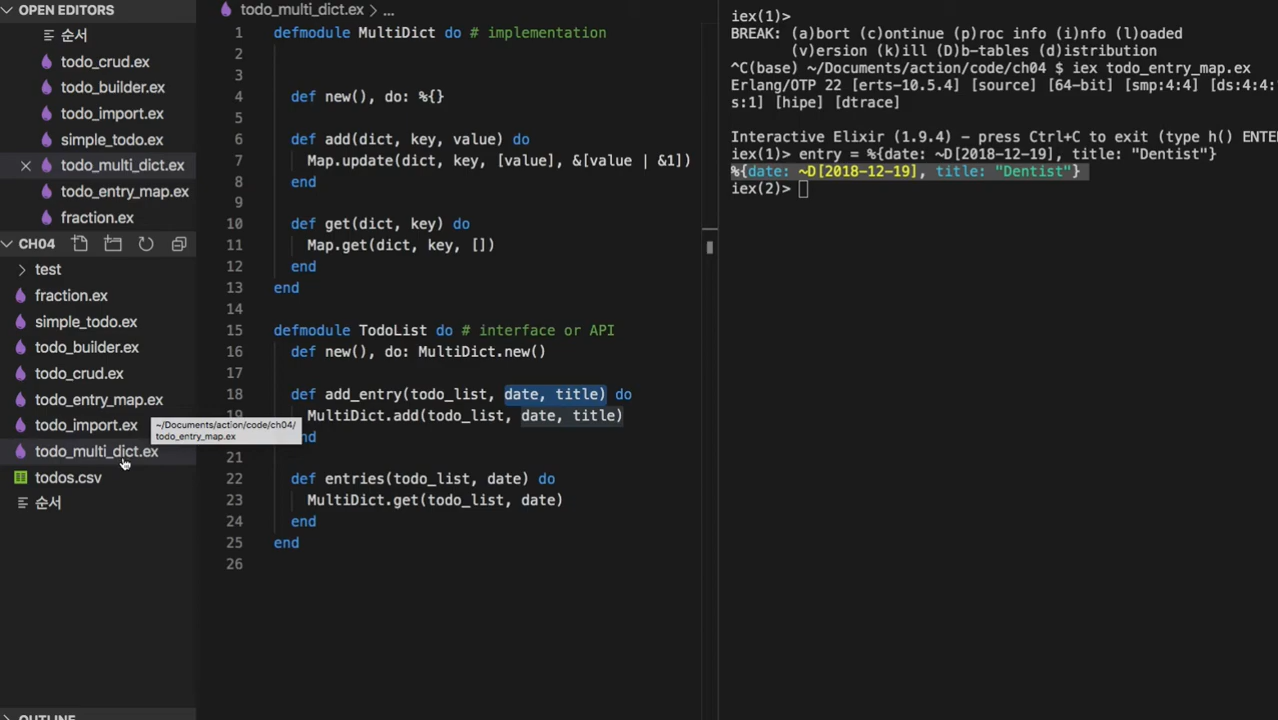 OPEN EDITORS
순서
todo_crud.ex
todo_builder.ex
todo_import.ex
simple_todo.ex
todo_multi_dict.ex
todo_entry_map.ex
fraction.ex
CH04
test
fraction.ex
simple_todo.ex
todo_builder.ex
todo_crud.ex
todo_entry_map.ex
todo_import.ex
todo_multi_dict.ex
todos.csv
순서
~/Documents/action/code/ch04/
todo_entry_map.ex
todo_multi_dict.ex > ...
1 defmodule MultiDict do # implementation
2
3
4 def new(), do: %{}
5
6 def add(dict, key, value) do
7 Map.update(dict, key, [value], &[value | &1])
8 end
9
10 def get(dict, key) do
11 Map.get(dict, key, [])
12 end
13 end
14
15 defmodule TodoList do # interface or API
16 def new(), do: MultiDict.new()
17
18 def add_entry(todo_list, date, title) do
19 MultiDict.add(todo_list, date, title)
nd
21
22 def entries(todo_list, date) do
23 MultiDict.get(todo_list, date)
24 end
25 end
26
iex(1)>
BREAK: (a)bort (c)ontinue (p)roc info (i)nfo (l)oaded
(v)ersion (k)ill (D)b-tables (d)istribution
^C(base) ~/Documents/action/code/ch04 $ iex todo_entry_map.ex
Erlang/OTP 22 [erts-10.5.4] [source] [64-bit] [smp:4:4] [ds:4:4:
s:1] [hipe] [dtrace]
Interactive Elixir (1.9.4) – press Ctrl+C to exit (type h() ENTE
iex(1)> entry = %{date: ~D[2018-12-19], title: "Dentist"}
%{date: ~D[2018-12-19], title: "Dentist"}
iex(2)>
OUTLINE